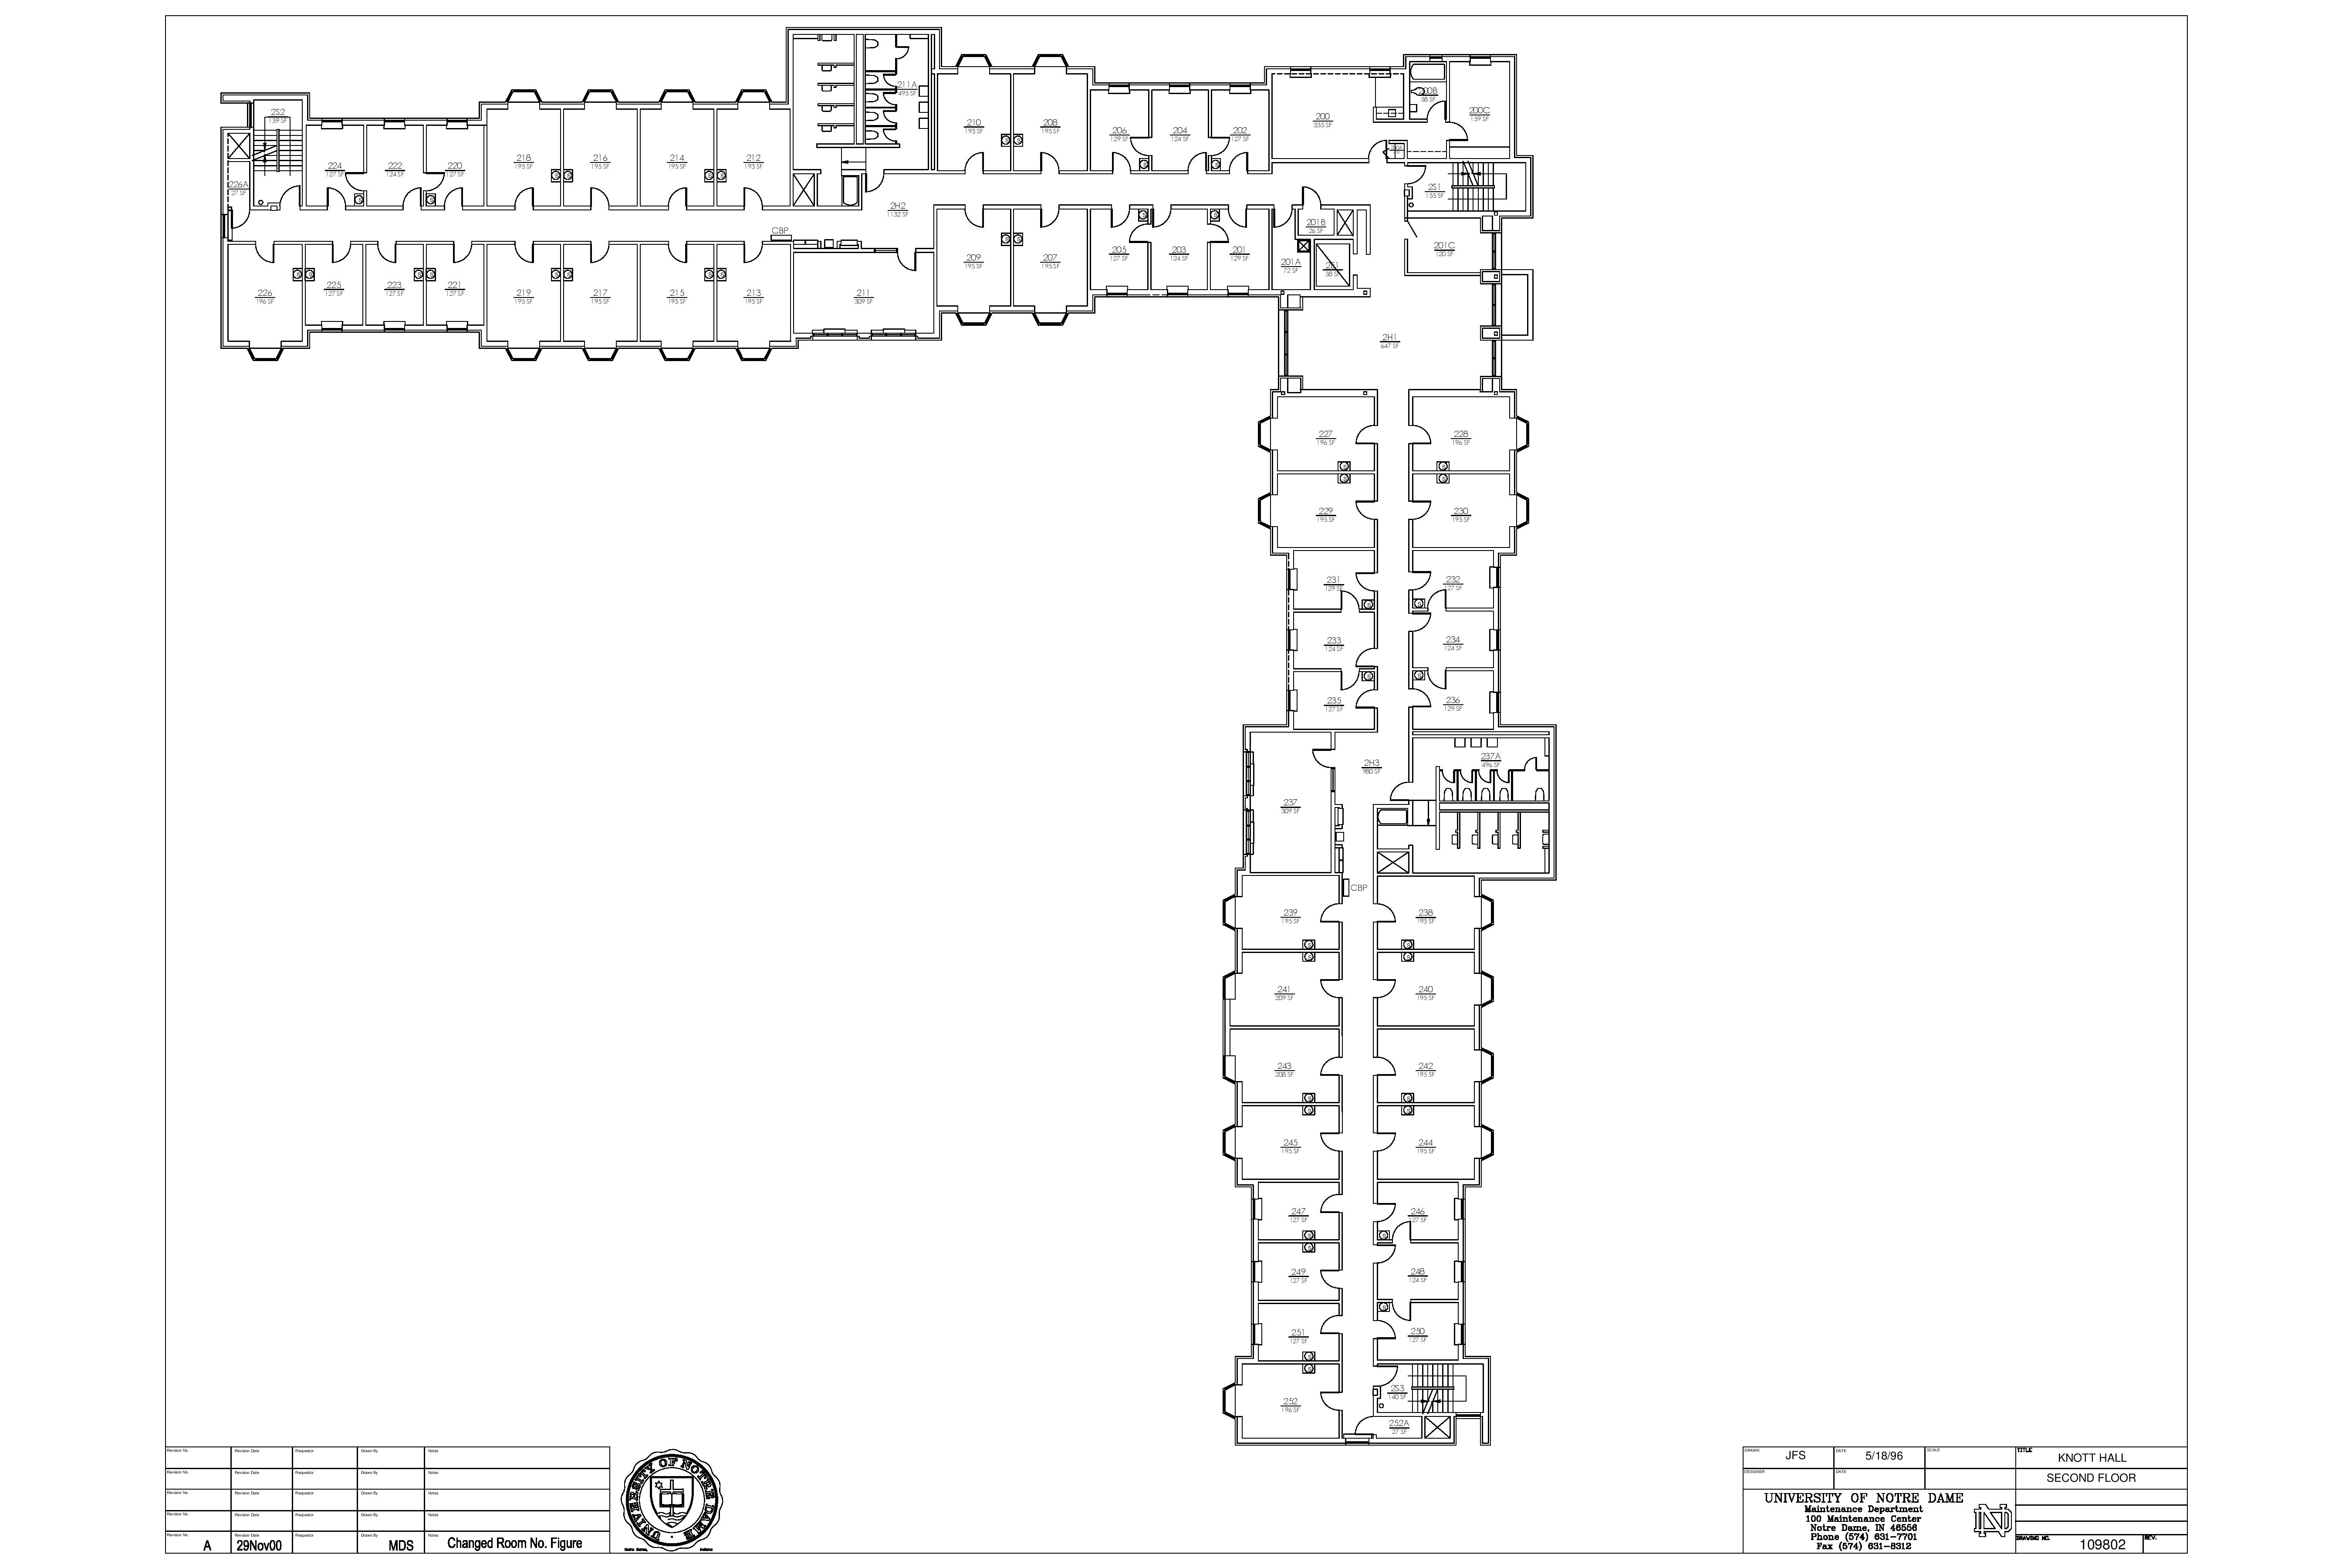 211A
495 SF
210
193 SF
208
195 SF
206
129 SF
204
124 SF
202
127 SF
200
335 SF
200B
58 SF
200C
159 SF
2S2
139 SF
226A
27 SF
224
127 SF
222
124 SF
220
127 SF
218
195 SF
216
195 SF
214
195 SF
212
193 SF
2H2
1132 SF
2S1
155 SF
CBP
201B
26 SF
201C
120 SF
226
196 SF
225
127 SF
223
127 SF
221
127 SF
219
195 SF
217
195 SF
215
195 SF
213
195 SF
211
309 SF
209
195 SF
207
195 SF
205
127 SF
203
124 SF
201
129 SF
201A
72 SF
2E1
58 SF
2H1
647 SF
227
196 SF
228
196 SF
229
195 SF
230
195 SF
231
129 SF
232
127 SF
233
124 SF
234
124 SF
235
127 SF
236
129 SF
2H3
980 SF
237A
496 SF
237
309 SF
CBP
239
195 SF
238
193 SF
241
209 SF
240
195 SF
243
208 SF
242
195 SF
245
195 SF
244
195 SF
247
127 SF
246
127 SF
249
127 SF
248
124 SF
251
127 SF
250
127 SF
252
196 SF
2S3
140 SF
252A
27 SF
Revision No. Revision Date Requestor Drawn By Notes
Revision No. Revision Date Requestor Drawn By Notes
Revision No. Revision Date Requestor Drawn By Notes
Revision No. Revision Date Requestor Drawn By Notes
Revision No. Revision Date Requestor Drawn By Notes
A 29Nov00 MDS Changed Room No. Figure
UNIVERSITY OF NOTRE DAME
Notre Dame, Indiana
DRAWN JFS DATE 5/18/96 SCALE TITLE KNOTT HALL
DESIGNER DATE SECOND FLOOR
UNIVERSITY OF NOTRE DAME
Maintenance Department
100 Maintenance Center
Notre Dame, IN 46556
Phone (574) 631-7701
Fax (574) 631-8312
ND
DRAWING NO. 109802 REV.